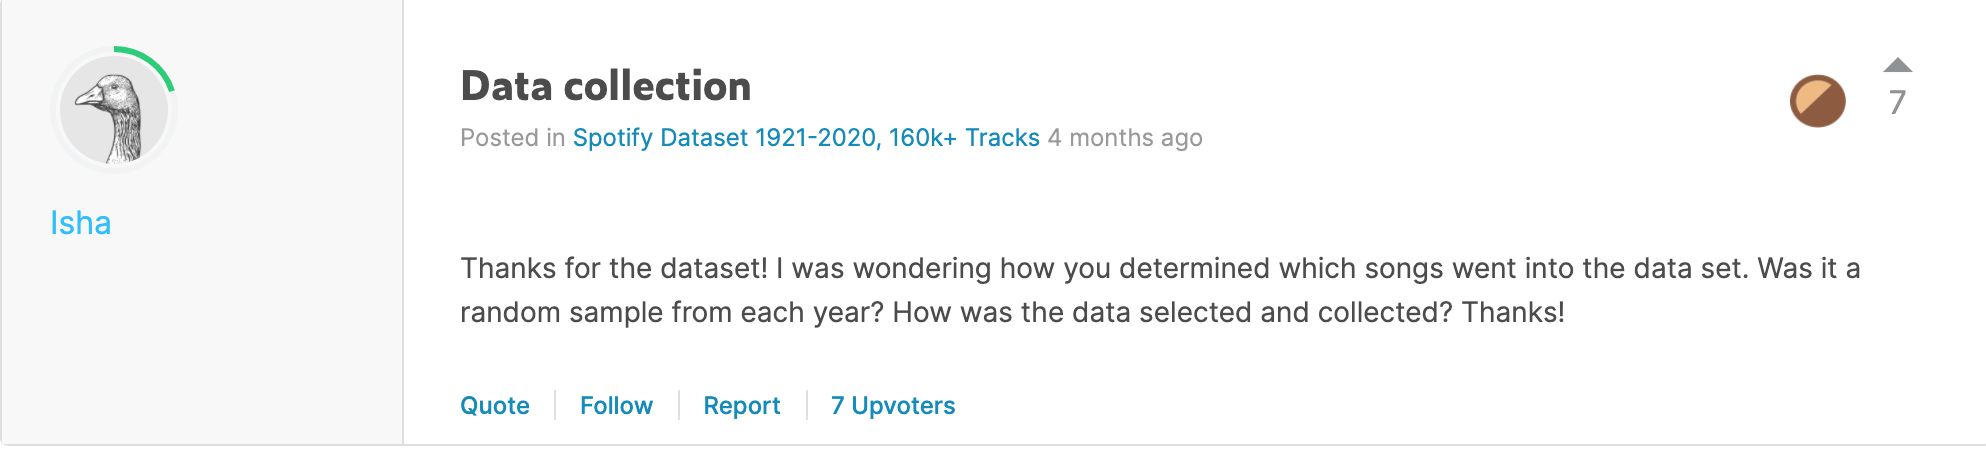 Isha
Data collection
Posted in Spotify Dataset 1921-2020, 160k+ Tracks 4 months ago
7
Thanks for the dataset! I was wondering how you determined which songs went into the data set. Was it a
random sample from each year? How was the data selected and collected? Thanks!
Quote Follow Report 7 Upvoters